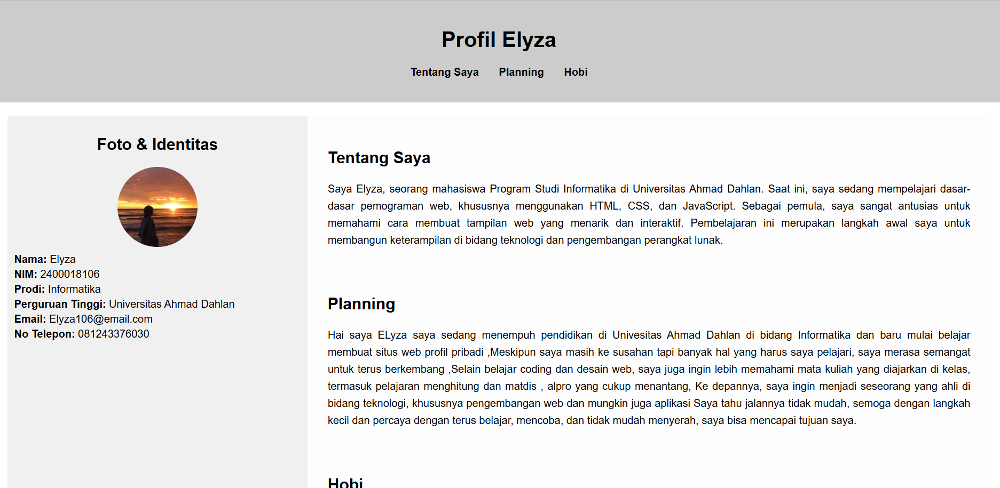 Profil Elyza
Tentang Saya Planning Hobi
Foto & Identitas
Nama: Elyza
NIM: 2400018106
Prodi: Informatika
Perguruan Tinggi: Universitas Ahmad Dahlan
Email: Elyza106@email.com
No Telepon: 081243376030
Tentang Saya
Saya Elyza, seorang mahasiswa Program Studi Informatika di Universitas Ahmad Dahlan. Saat ini, saya sedang mempelajari dasar-
dasar pemograman web, khususnya menggunakan HTML, CSS, dan JavaScript. Sebagai pemula, saya sangat antusias untuk
memahami cara membuat tampilan web yang menarik dan interaktif. Pembelajaran ini merupakan langkah awal saya untuk
membangun keterampilan di bidang teknologi dan pengembangan perangkat lunak.
Planning
Hai saya ELyza saya sedang menempuh pendidikan di Univesitas Ahmad Dahlan di bidang Informatika dan baru mulai belajar
membuat situs web profil pribadi ,Meskipun saya masih ke susahan tapi banyak hal yang harus saya pelajari, saya merasa semangat
untuk terus berkembang ,Selain belajar coding dan desain web, saya juga ingin lebih memahami mata kuliah yang diajarkan di kelas,
termasuk pelajaran menghitung dan matdis , alpro yang cukup menantang, Ke depannya, saya ingin menjadi seseorang yang ahli di
bidang teknologi, khususnya pengembangan web dan mungkin juga aplikasi Saya tahu jalannya tidak mudah, semoga dengan langkah
kecil dan percaya dengan terus belajar, mencoba, dan tidak mudah menyerah, saya bisa mencapai tujuan saya.
Hobi